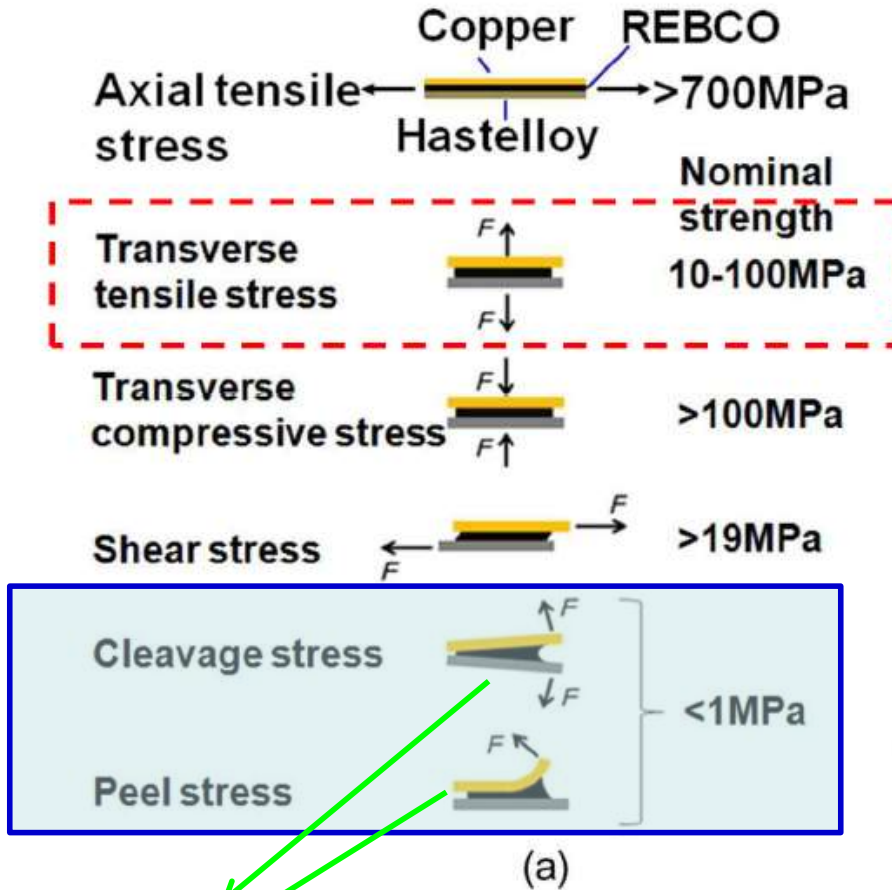 Copper REBCO
Axial tensile stress
>700MPa
Hastelloy
Nominal strength
Transverse tensile stress
F
F
10-100MPa
Transverse compressive stress
F
F
>100MPa
Shear stress
F
F
>19MPa
Cleavage stress
F
F
<1MPa
Peel stress
F
(a)